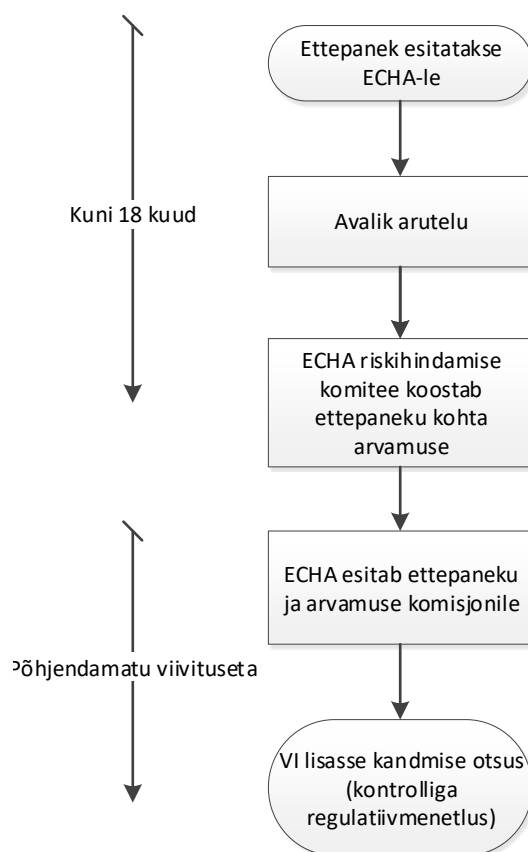 Ettepanek esitatakse
ECHA-le
Kuni 18 kuud
Avalik arutelu
ECHA riskihindamise
komitee koostab
ettepaneku kohta
arvamuse
ECHA esitab ettepaneku
ja arvamuse komisjonile
Põhjendamatu viivituseta
VI lisasse kandmise otsus
(kontrolliga
regulatiivmenetlus)